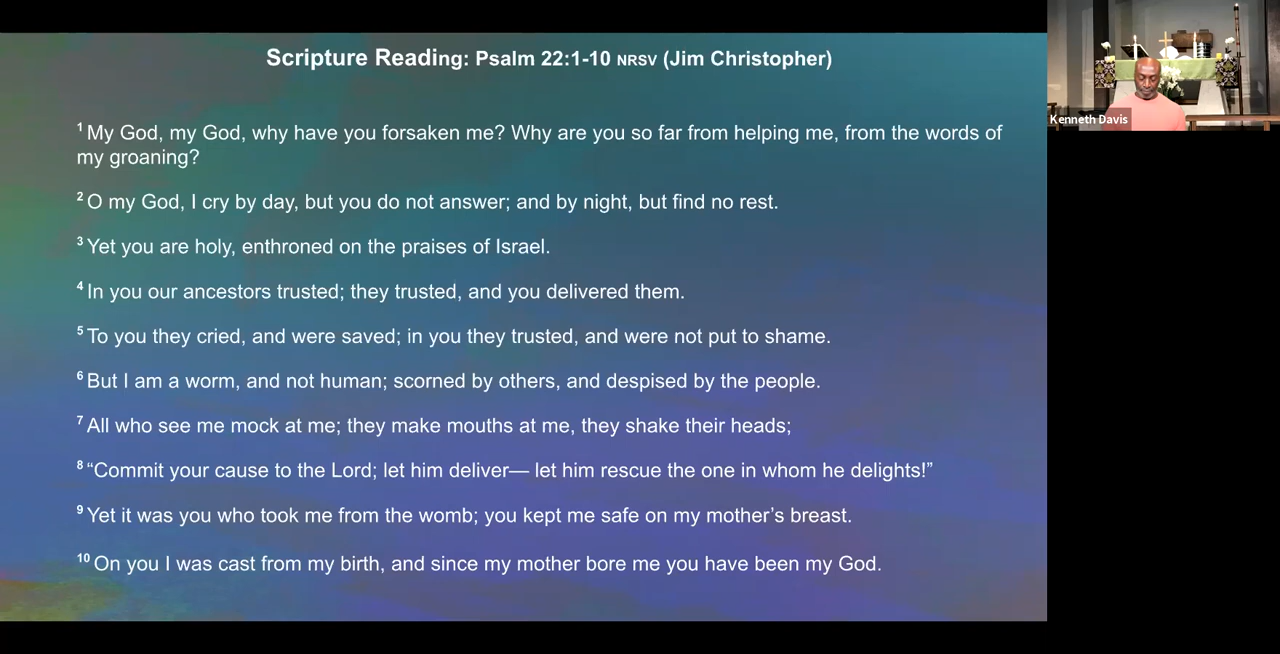 Scripture Reading: Psalm 22:1-10 NRSV (Jim Christopher)
1 My God, my God, why have you forsaken me? Why are you so far from helping me, from the words of
my groaning?
2 O my God, I cry by day, but you do not answer; and by night, but find no rest.
3 Yet you are holy, enthroned on the praises of Israel.
4 In you our ancestors trusted; they trusted, and you delivered them.
5 To you they cried, and were saved; in you they trusted, and were not put to shame.
6 But I am a worm, and not human; scorned by others, and despised by the people.
7 All who see me mock at me; they make mouths at me, they shake their heads;
8 “Commit your cause to the Lord; let him deliver— let him rescue the one in whom he delights!”
9 Yet it was you who took me from the womb; you kept me safe on my mother’s breast.
10 On you I was cast from my birth, and since my mother bore me you have been my God.
Kenneth Davis